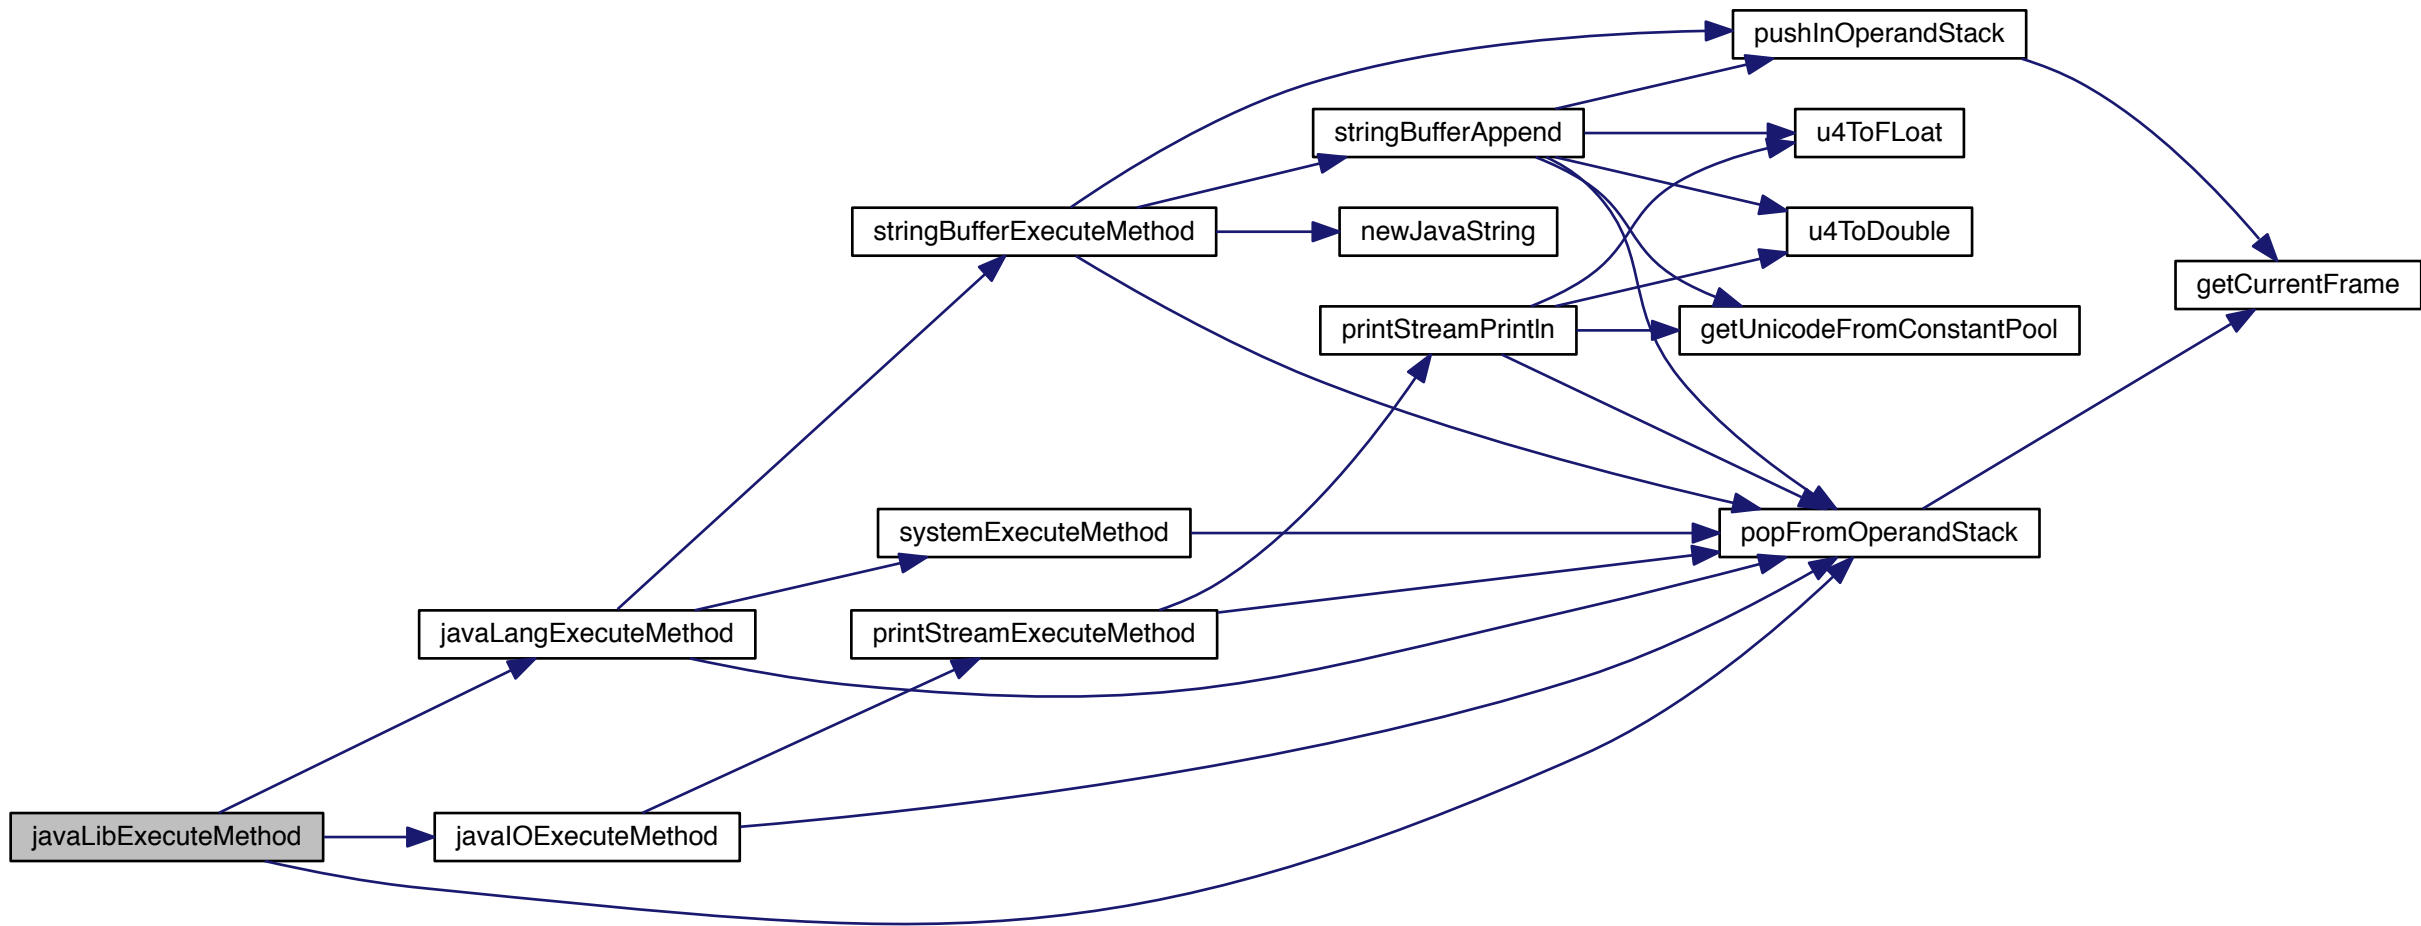 pushInOperandStack
stringBufferAppend
u4ToFLoat
stringBufferExecuteMethod
newJavaString
u4ToDouble
getCurrentFrame
printStreamPrintln
getUnicodeFromConstantPool
systemExecuteMethod
popFromOperandStack
javaLangExecuteMethod
printStreamExecuteMethod
javaLibExecuteMethod
javaIOExecuteMethod